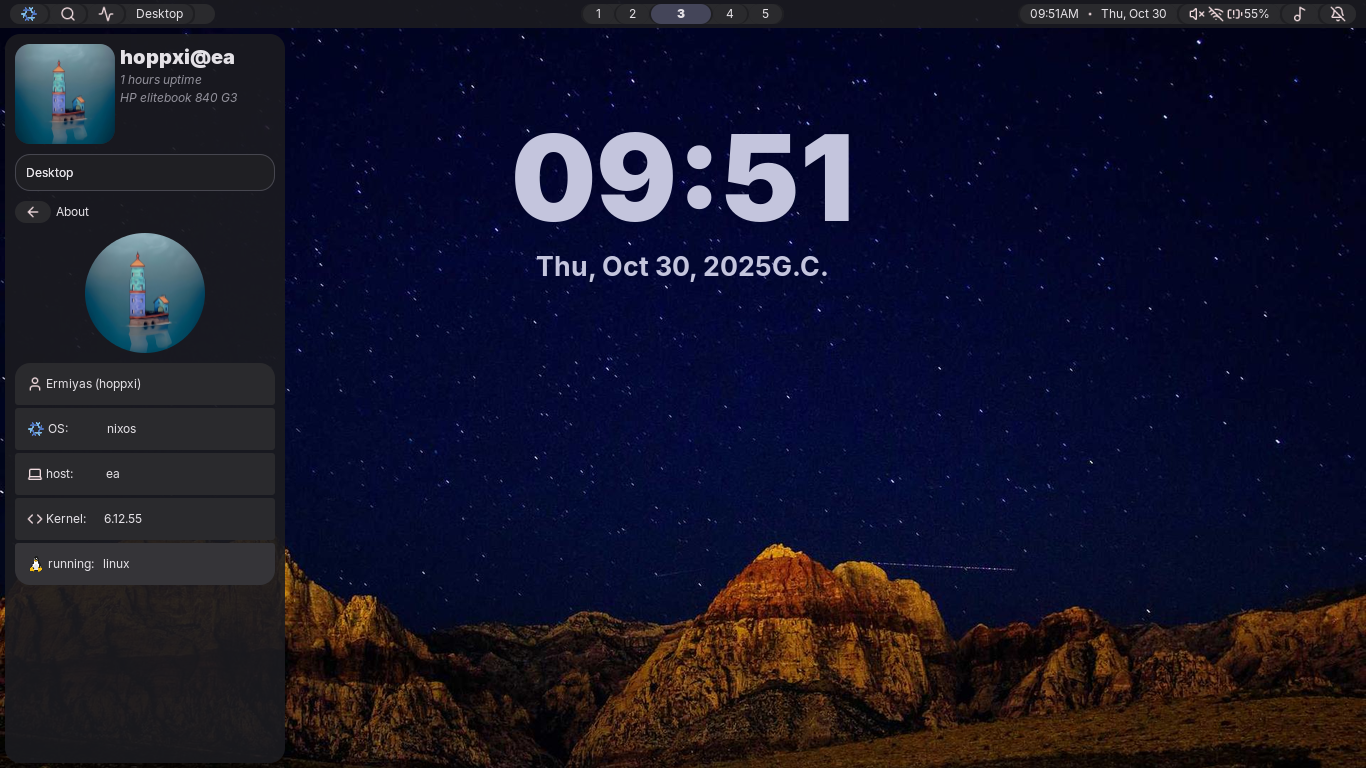 Desktop
1
2
3
4
5
09:51AM • Thu, Oct 30
55%
hoppxi@ea
1 hours uptime
HP elitebook 840 G3
Desktop
About
Ermiyas (hoppxi)
OS: nixos
host: ea
Kernel: 6.12.55
running: linux
09:51
Thu, Oct 30, 2025G.C.